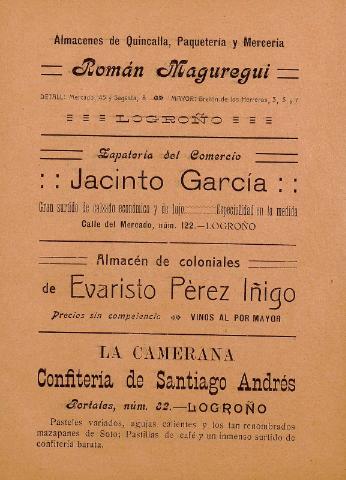 Almacenes de Quincalla, Paquetería y Mercería
Román Maguregui
DETALL: Mercado, 45 y Sagasta, 6 MAYOR: Bretón de los Herreros, 3, 5 y 7
LOGROÑO
Zapatería del Comercio
:: Jacinto García ::
Gran surtido de calzado económico y de lujo Especialidad en la medida
Calle del Mercado, núm. 122.—LOGROÑO
Almacén de coloniales
de Evaristo Pèrez Iñigo
Precios sin competencia VINOS AL POR MAYOR
LA CAMERANA
Confitería de Santiago Andrés
Portales, núm. 32.—LOGROÑO
Pasteles variados, agujas calientes y los tan renombrados
mazapanes de Soto; Pastillas de café y un inmenso surtido de
confitería barata.